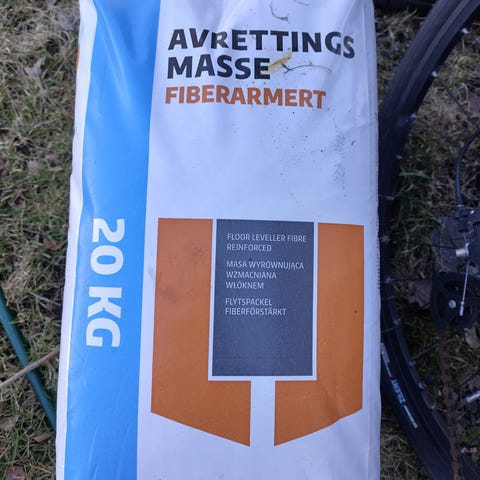 AVRETTINGS
MASSE
FIBERARMERT
FLOOR LEVELLER FIBRE
REINFORCED
MASA WYRÓWNUJĄCA
WZMACNIANA
WŁÓKNEM
FLYTSPACKEL
FIBERFÖRSTÄRKT
20 KG